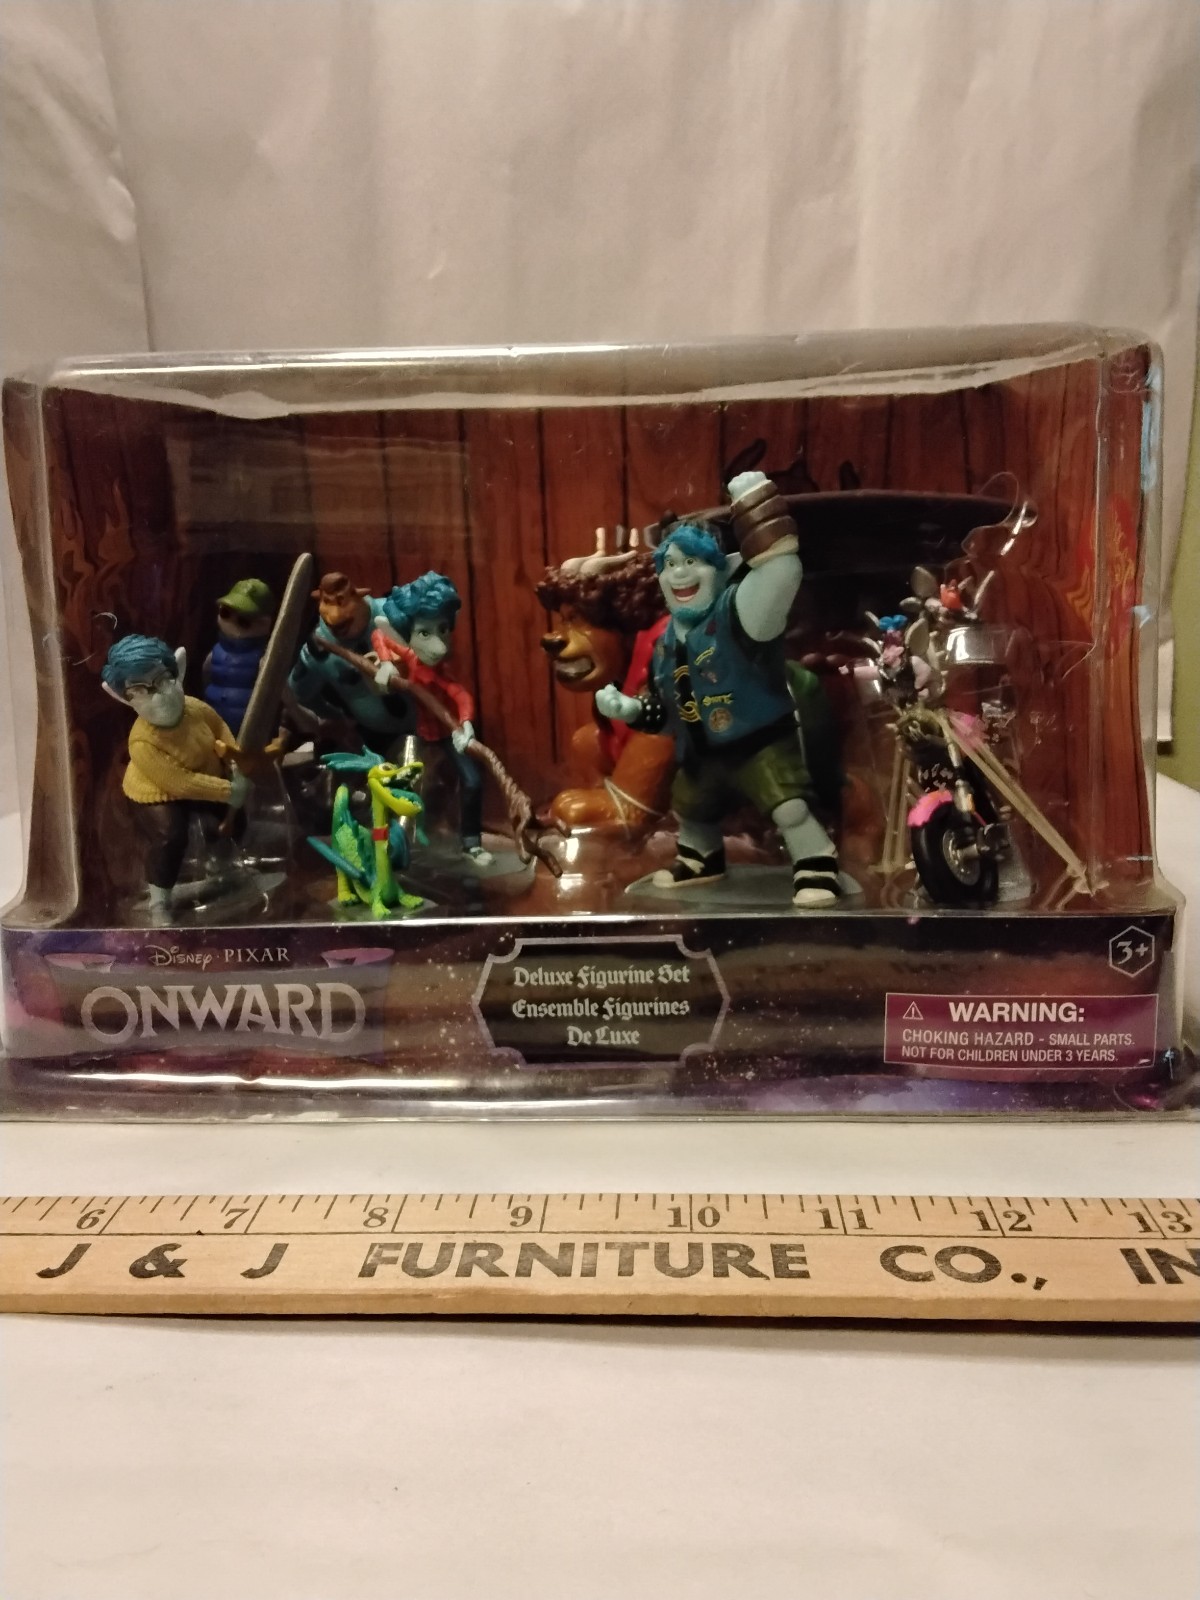 Disney · PIXAR
ONWARD
Deluxe Figurine Set
Ensemble Figurines
De Luxe
3+
WARNING:
CHOKING HAZARD - SMALL PARTS.
NOT FOR CHILDREN UNDER 3 YEARS.
6 7 8 9 10 11 12 13
J & J FURNITURE CO., IN